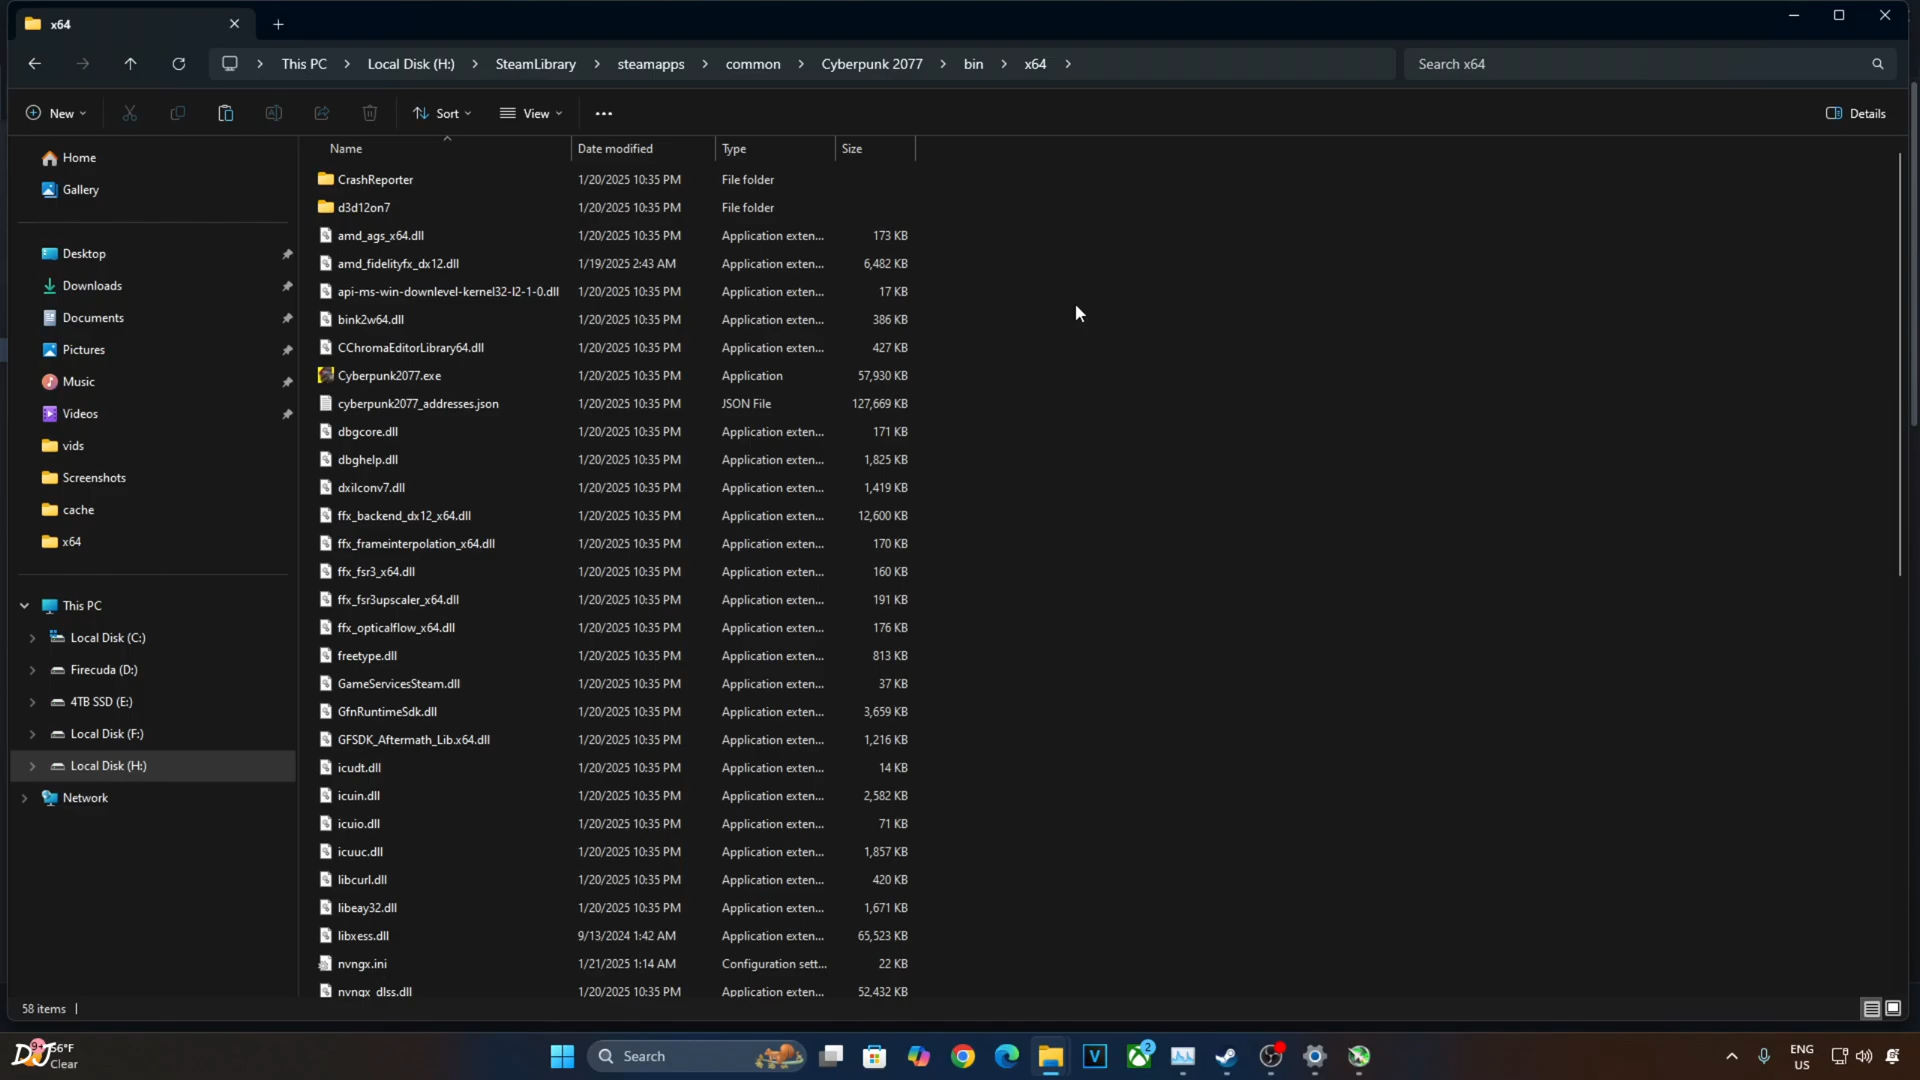 x64
This PC > Local Disk (H:) > SteamLibrary > steamapps > common > Cyberpunk 2077 > bin > x64 >
Search x64
New
Sort
View
Details
Home
Gallery
Desktop
Downloads
Documents
Pictures
Music
Videos
vids
Screenshots
cache
x64
This PC
Local Disk (C:)
Firecuda (D:)
4TB SSD (E:)
Local Disk (F:)
Local Disk (H:)
Network
Name Date modified Type Size
CrashReporter 1/20/2025 10:35 PM File folder
d3d12on7 1/20/2025 10:35 PM File folder
amd_ags_x64.dll 1/20/2025 10:35 PM Application exten... 173 KB
amd_fidelityfx_dx12.dll 1/19/2025 2:43 AM Application exten... 6,482 KB
api-ms-win-downlevel-kernel32-l2-1-0.dll 1/20/2025 10:35 PM Application exten... 17 KB
bink2w64.dll 1/20/2025 10:35 PM Application exten... 386 KB
CChromaEditorLibrary64.dll 1/20/2025 10:35 PM Application exten... 427 KB
Cyberpunk2077.exe 1/20/2025 10:35 PM Application 57,930 KB
cyberpunk2077_addresses.json 1/20/2025 10:35 PM JSON File 127,669 KB
dbgcore.dll 1/20/2025 10:35 PM Application exten... 171 KB
dbghelp.dll 1/20/2025 10:35 PM Application exten... 1,825 KB
dxilconv7.dll 1/20/2025 10:35 PM Application exten... 1,419 KB
ffx_backend_dx12_x64.dll 1/20/2025 10:35 PM Application exten... 12,600 KB
ffx_frameinterpolation_x64.dll 1/20/2025 10:35 PM Application exten... 170 KB
ffx_fsr3_x64.dll 1/20/2025 10:35 PM Application exten... 160 KB
ffx_fsr3upscaler_x64.dll 1/20/2025 10:35 PM Application exten... 191 KB
ffx_opticalflow_x64.dll 1/20/2025 10:35 PM Application exten... 176 KB
freetype.dll 1/20/2025 10:35 PM Application exten... 813 KB
GameServicesSteam.dll 1/20/2025 10:35 PM Application exten... 37 KB
GfnRuntimeSdk.dll 1/20/2025 10:35 PM Application exten... 3,659 KB
GFSDK_Aftermath_Lib.x64.dll 1/20/2025 10:35 PM Application exten... 1,216 KB
icudt.dll 1/20/2025 10:35 PM Application exten... 14 KB
icuin.dll 1/20/2025 10:35 PM Application exten... 2,582 KB
icuio.dll 1/20/2025 10:35 PM Application exten... 71 KB
icuuc.dll 1/20/2025 10:35 PM Application exten... 1,857 KB
libcurl.dll 1/20/2025 10:35 PM Application exten... 420 KB
libeay32.dll 1/20/2025 10:35 PM Application exten... 1,671 KB
libxess.dll 9/13/2024 1:42 AM Application exten... 65,523 KB
nvngx.ini 1/21/2025 1:14 AM Configuration sett... 22 KB
nvngx_dlss.dll 1/20/2025 10:35 PM Application exten... 52,432 KB
58 items
DJ
9+
56°F
Clear
Search
V
2
ENG
US